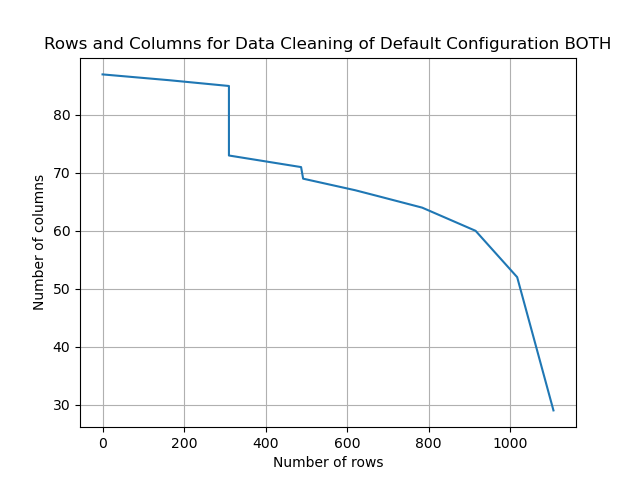 Rows and Columns for Data Cleaning of Default Configuration BOTH
80
70
60
50
40
30
Number of columns
0 200 400 600 800 1000
Number of rows